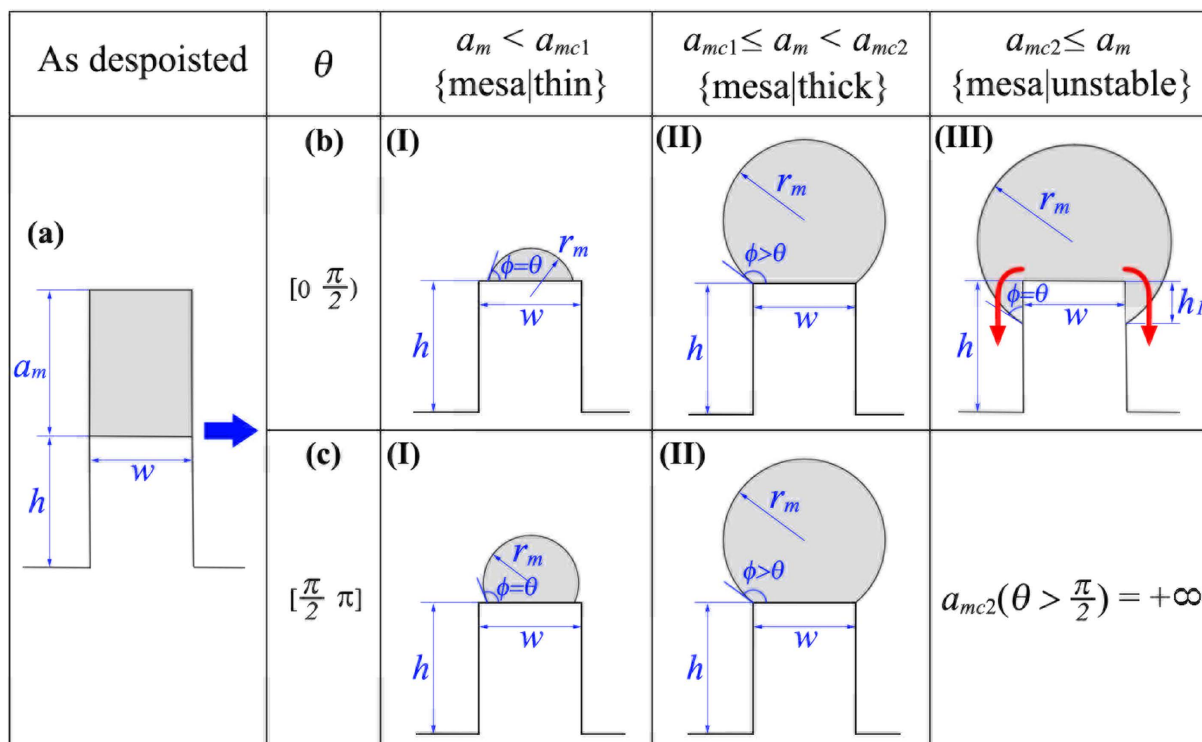 As despoisted
θ
a_m < a_mc1
{mesa|thin}
a_mc1 ≤ a_m < a_mc2
{mesa|thick}
a_mc2 ≤ a_m
{mesa|unstable}
(a)
a_m
w
h
(b)
[0 π/2)
(I)
r_m
ϕ=θ
w
h
(II)
r_m
ϕ>θ
w
h
(III)
r_m
ϕ=θ
w
h_1
h
(c)
[π/2 π]
(I)
r_m
ϕ=θ
w
h
(II)
r_m
ϕ>θ
w
h
a_mc2(θ > π/2) = +∞